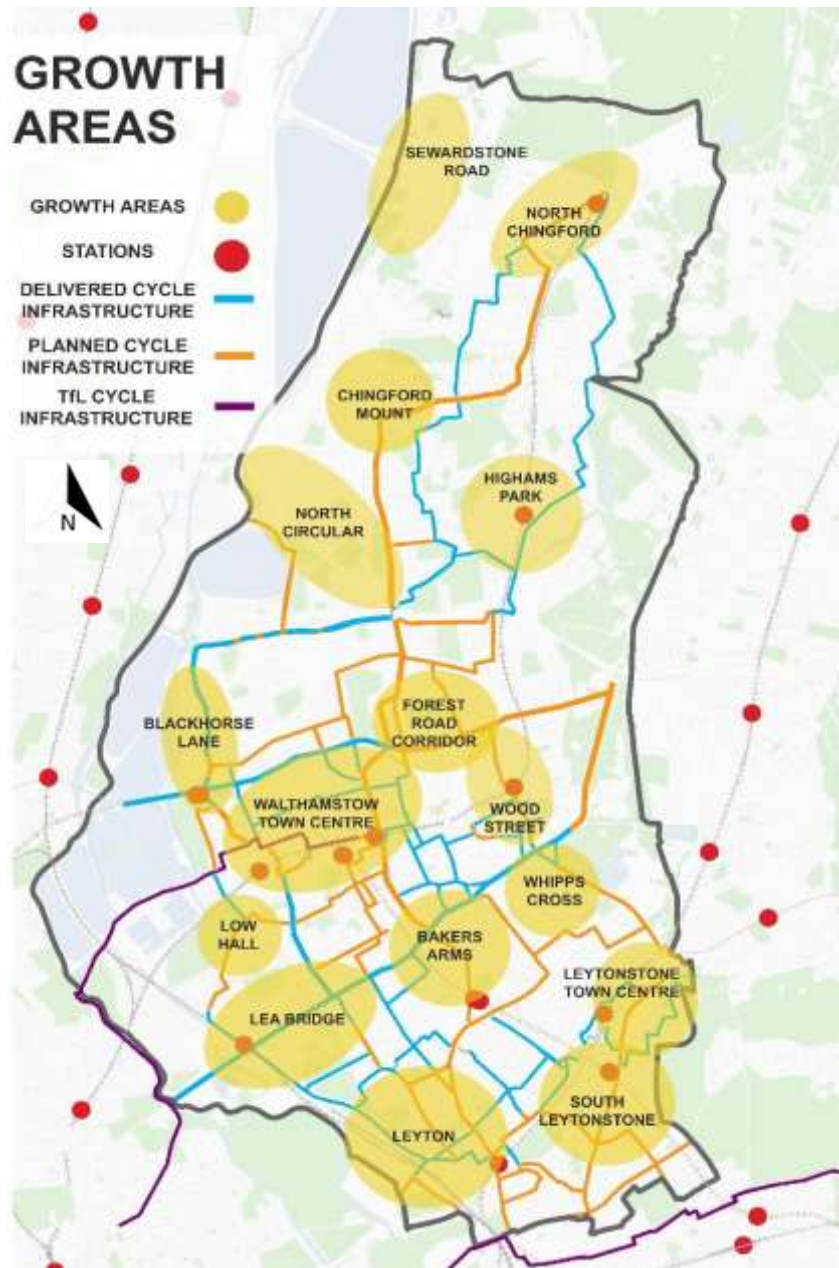 GROWTH
AREAS
GROWTH AREAS
STATIONS
DELIVERED CYCLE
INFRASTRUCTURE
PLANNED CYCLE
INFRASTRUCTURE
TfL CYCLE
INFRASTRUCTURE
N
SEWARDSTONE
ROAD
NORTH
CHINGFORD
CHINGFORD
MOUNT
HIGHAMS
PARK
NORTH
CIRCULAR
FOREST
ROAD
CORRIDOR
BLACKHORSE
LANE
WALTHAMSTOW
TOWN CENTRE
WOOD
STREET
WHIPPS
CROSS
LOW
HALL
BAKERS
ARMS
LEYTONSTONE
TOWN CENTRE
LEA BRIDGE
SOUTH
LEYTONSTONE
LEYTON